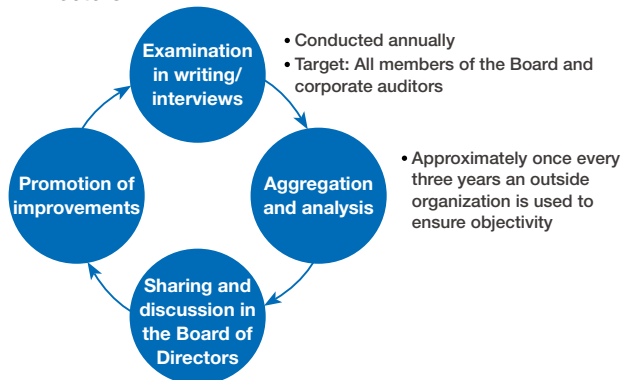 Examination
in writing/
interviews
• Conducted annually
• Target: All members of the Board and
corporate auditors
Aggregation
and analysis
• Approximately once every
three years an outside
organization is used to
ensure objectivity
Sharing and
discussion in
the Board of
Directors
Promotion of
improvements